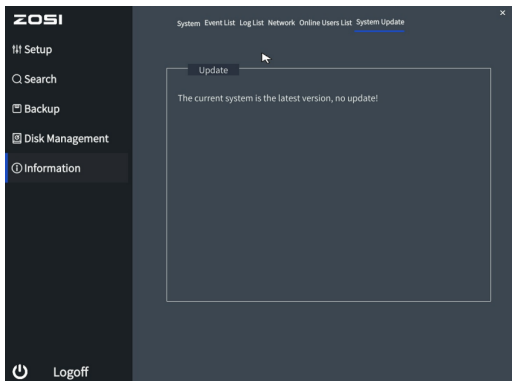 ZOSI
Setup
Search
Backup
Disk Management
Information
Logoff
System Event List Log List Network Online Users List System Update
×
Update
The current system is the latest version, no update!